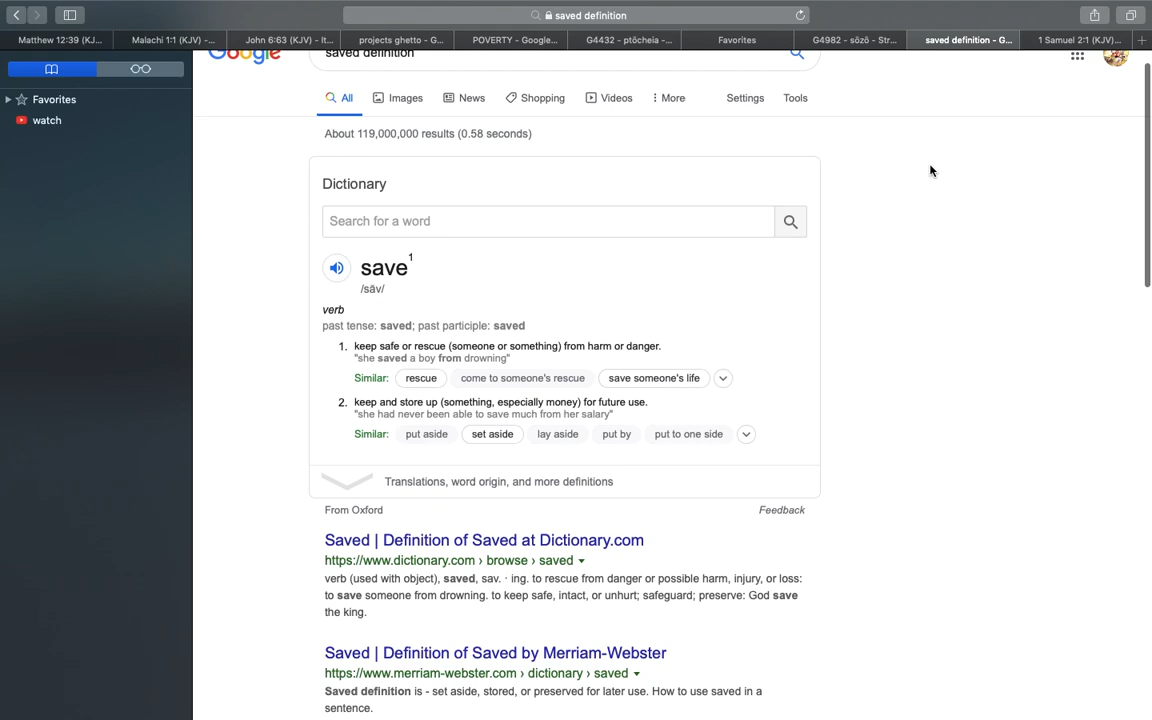 saved definition
Matthew 12:39 (KJ...
Malachi 1:1 (KJV) -...
John 6:63 (KJV) - It...
projects ghetto - G...
POVERTY - Google...
G4432 - ptōcheia -...
Favorites
G4982 - sōzō - Str...
saved definition - G...
1 Samuel 2:1 (KJV)...
Favorites
watch
Google
saved definition
All Images News Shopping Videos More Settings Tools
About 119,000,000 results (0.58 seconds)
Dictionary
Search for a word
save¹
/sāv/
verb
past tense: saved; past participle: saved
1. keep safe or rescue (someone or something) from harm or danger.
"she saved a boy from drowning"
Similar: rescue come to someone's rescue save someone's life
2. keep and store up (something, especially money) for future use.
"she had never been able to save much from her salary"
Similar: put aside set aside lay aside put by put to one side
Translations, word origin, and more definitions
From Oxford Feedback
Saved | Definition of Saved at Dictionary.com
https://www.dictionary.com › browse › saved
verb (used with object), saved, sav. · ing. to rescue from danger or possible harm, injury, or loss:
to save someone from drowning. to keep safe, intact, or unhurt; safeguard; preserve: God save
the king.
Saved | Definition of Saved by Merriam-Webster
https://www.merriam-webster.com › dictionary › saved
Saved definition is - set aside, stored, or preserved for later use. How to use saved in a
sentence.